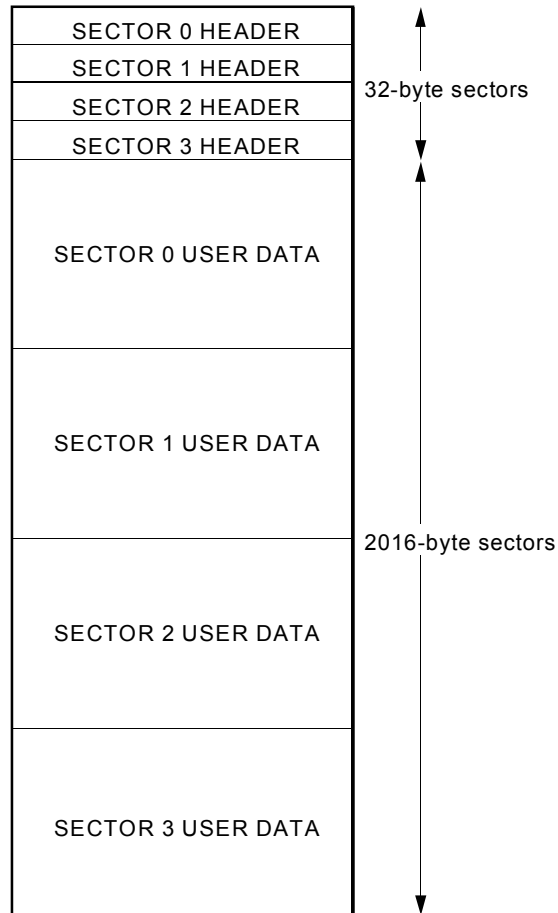 SECTOR 0 HEADER
SECTOR 1 HEADER
32-byte sectors
SECTOR 2 HEADER
SECTOR 3 HEADER
SECTOR 0 USER DATA
SECTOR 1 USER DATA
2016-byte sectors
SECTOR 2 USER DATA
SECTOR 3 USER DATA